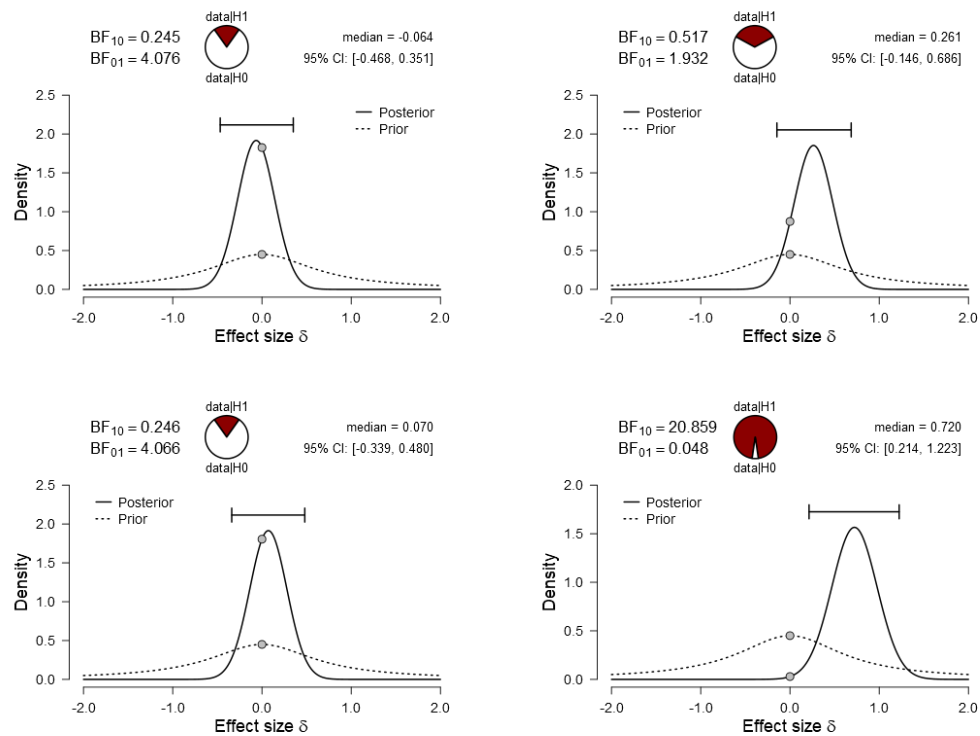 data|H1
BF10 = 0.245
median = -0.064
BF01 = 4.076
95% CI: [-0.468, 0.351]
data|H0
2.5
Posterior
Prior
2.0
1.5
1.0
0.5
0.0
Density
-2.0 -1.0 0.0 1.0 2.0
Effect size δ
data|H1
BF10 = 0.517
median = 0.261
BF01 = 1.932
95% CI: [-0.146, 0.686]
data|H0
2.5
Posterior
Prior
2.0
1.5
1.0
0.5
0.0
Density
-2.0 -1.0 0.0 1.0 2.0
Effect size δ
data|H1
BF10 = 0.246
median = 0.070
BF01 = 4.066
95% CI: [-0.339, 0.480]
data|H0
2.5
Posterior
Prior
2.0
1.5
1.0
0.5
0.0
Density
-2.0 -1.0 0.0 1.0 2.0
Effect size δ
data|H1
BF10 = 20.859
median = 0.720
BF01 = 0.048
95% CI: [0.214, 1.223]
data|H0
2.0
Posterior
Prior
1.5
1.0
0.5
0.0
Density
-2.0 -1.0 0.0 1.0 2.0
Effect size δ